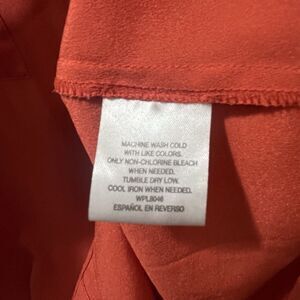 MACHINE WASH COLD
WITH LIKE COLORS.
ONLY NON-CHLORINE BLEACH
WHEN NEEDED.
TUMBLE DRY LOW.
COOL IRON WHEN NEEDED.
WPL8046
ESPAÑOL EN REVERSO